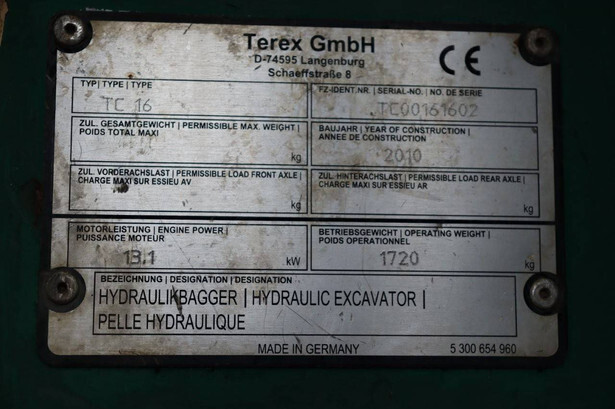 Terex GmbH
D-74595 Langenburg
Schaeffstraße 8
CE
TYP | TYPE | TYPE
TC 16
FZ-IDENT.NR. | SERIAL-NO. | NO. DE SERIE
TC00161602
ZUL. GESAMTGEWICHT | PERMISSIBLE MAX. WEIGHT |
POIDS TOTAL MAXI
kg
BAUJAHR | YEAR OF CONSTRUCTION |
ANNEE DE CONSTRUCTION
2010
ZUL. VORDERACHSLAST | PERMISSIBLE LOAD FRONT AXLE |
CHARGE MAXI SUR ESSIEU AV
kg
ZUL. HINTERACHSLAST | PERMISSIBLE LOAD REAR AXLE |
CHARGE MAXI SUR ESSIEU AR
kg
MOTORLEISTUNG | ENGINE POWER |
PUISSANCE MOTEUR
13.1 kW
BETRIEBSGEWICHT | OPERATING WEIGHT |
POIDS OPERATIONNEL
1720 kg
BEZEICHNUNG | DESIGNATION | DESIGNATION
HYDRAULIKBAGGER | HYDRAULIC EXCAVATOR |
PELLE HYDRAULIQUE
MADE IN GERMANY 5 300 654 960